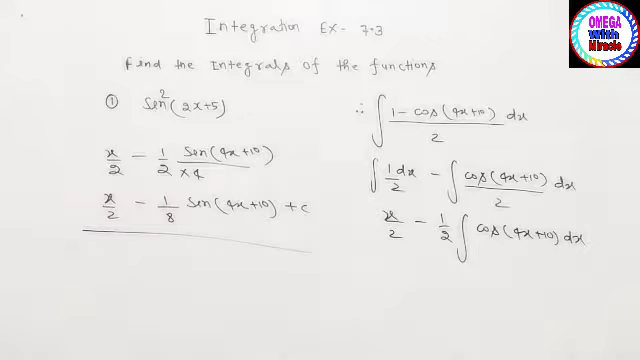 Integration Ex - 7.3
Find the Integrals of the functions
① Sin²(2x+5)
∴ ∫ 1 - cos(4x+10) / 2 dx
∫ 1/2 dx - ∫ cos(4x+10) / 2 dx
x/2 - 1/2 ∫ cos(4x+10) dx
x/2 - 1/2 sin(4x+10) / ×4
x/2 - 1/8 sin(4x+10) + c
OMEGA
With
Miracle